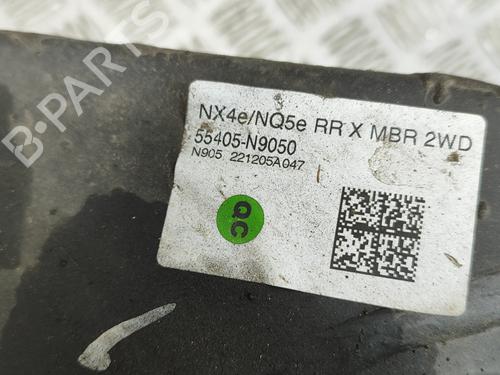 B-PARTS
NX4e/NQ5e RR X MBR 2WD
55405-N9050
N905 221205A047
QC